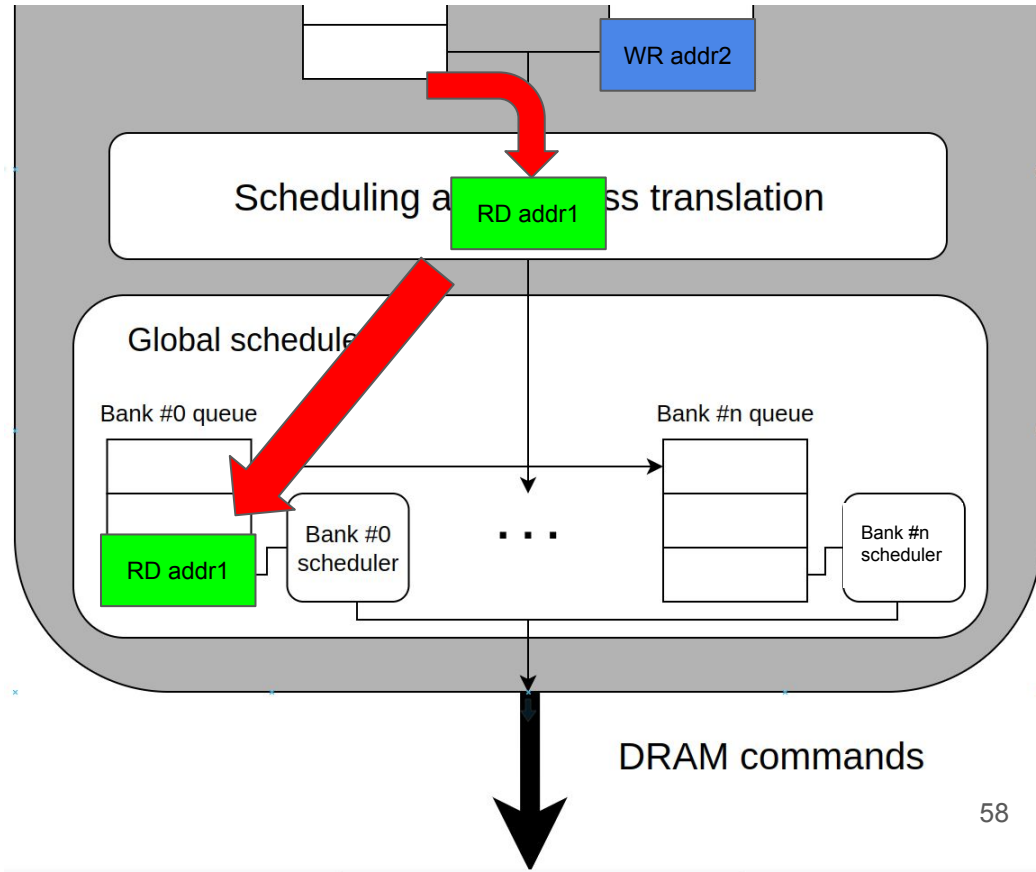 WR addr2
Scheduling a RD addr1 ss translation
Global schedule
Bank #0 queue
Bank #n queue
Bank #0
scheduler
. . .
Bank #n
scheduler
RD addr1
DRAM commands
58